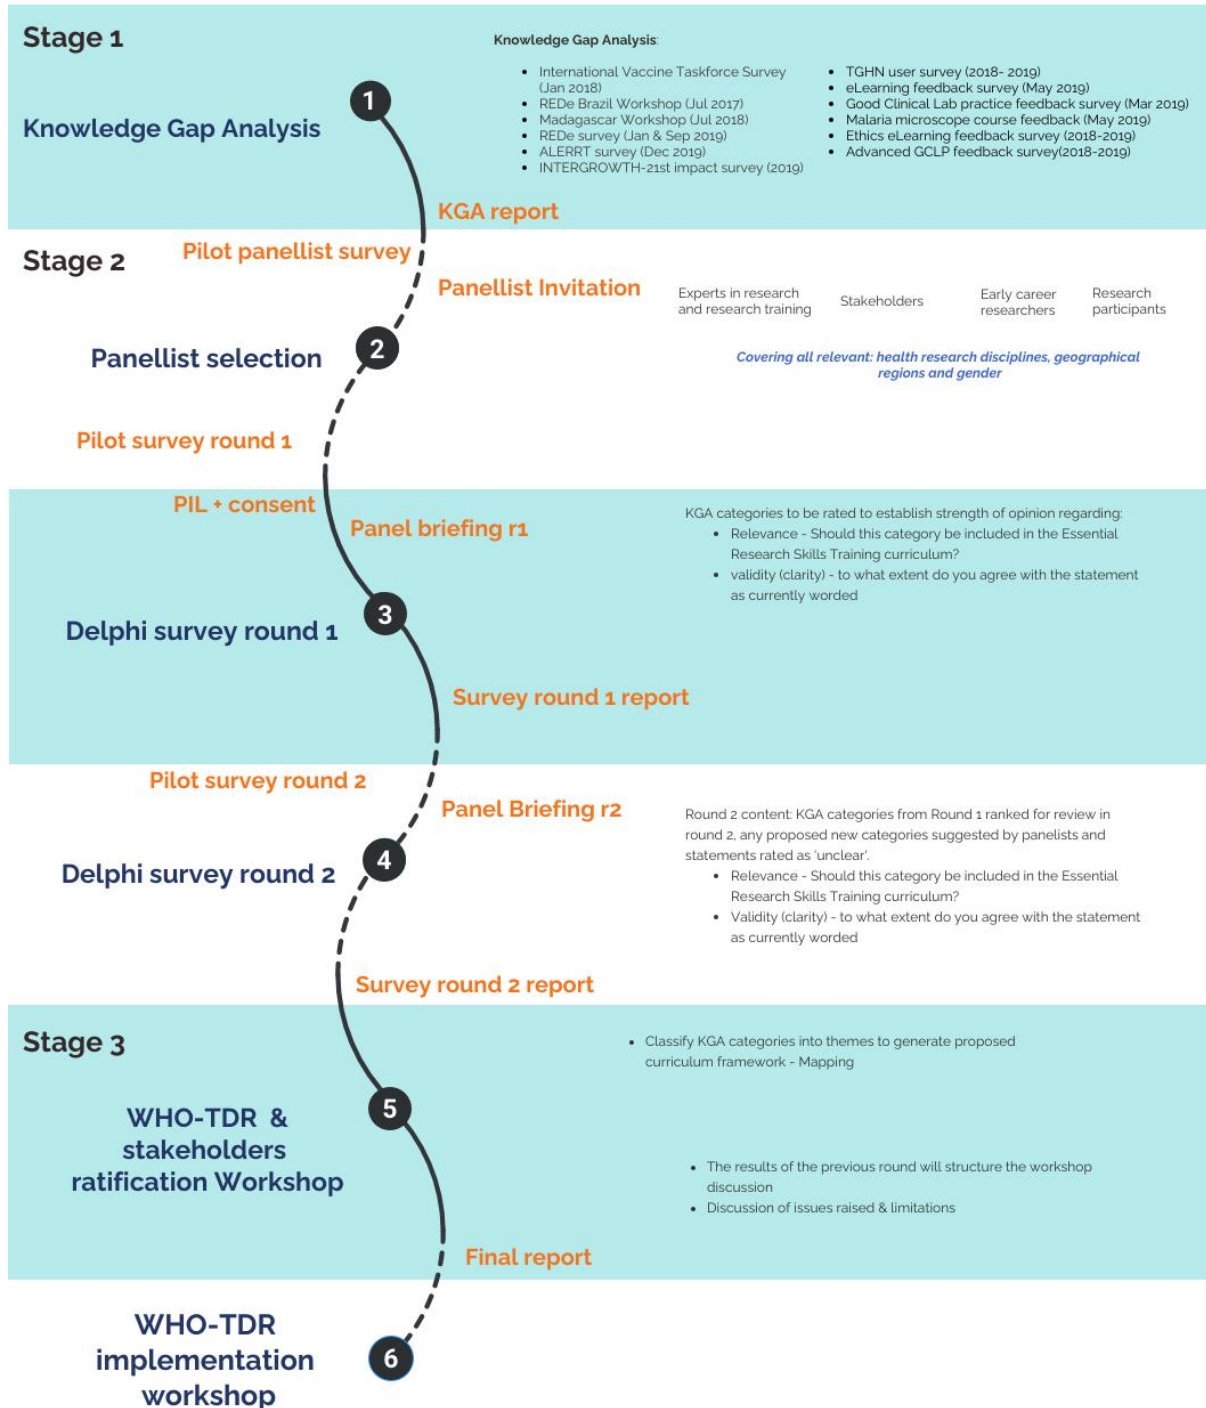 Stage 1
Knowledge Gap Analysis
1
Knowledge Gap Analysis:
• International Vaccine Taskforce Survey
(Jan 2018)
• REDe Brazil Workshop (Jul 2017)
• Madagascar Workshop (Jul 2018)
• REDe survey (Jan & Sep 2019)
• ALERRT survey (Dec 2019)
• INTERGROWTH-21st impact survey (2019)
• TGHN user survey (2018- 2019)
• eLearning feedback survey (May 2019)
• Good Clinical Lab practice feedback survey (Mar 2019)
• Malaria microscope course feedback (May 2019)
• Ethics eLearning feedback survey (2018-2019)
• Advanced GCLP feedback survey(2018-2019)
KGA report
Stage 2
Pilot panellist survey
Panellist Invitation
Experts in research
and research training
Stakeholders
Early career
researchers
Research
participants
Panellist selection
2
Covering all relevant: health research disciplines, geographical
regions and gender
Pilot survey round 1
PIL + consent
Panel briefing r1
KGA categories to be rated to establish strength of opinion regarding:
• Relevance - Should this category be included in the Essential
Research Skills Training curriculum?
• validity (clarity) - to what extent do you agree with the statement
as currently worded
Delphi survey round 1
3
Survey round 1 report
Pilot survey round 2
Panel Briefing r2
Delphi survey round 2
4
Round 2 content: KGA categories from Round 1 ranked for review in
round 2, any proposed new categories suggested by panelists and
statements rated as 'unclear'.
• Relevance - Should this category be included in the Essential
Research Skills Training curriculum?
• Validity (clarity) - to what extent do you agree with the statement
as currently worded
Survey round 2 report
Stage 3
• Classify KGA categories into themes to generate proposed
curriculum framework - Mapping
WHO-TDR &
stakeholders
ratification Workshop
5
• The results of the previous round will structure the workshop
discussion
• Discussion of issues raised & limitations
Final report
WHO-TDR
implementation
workshop
6